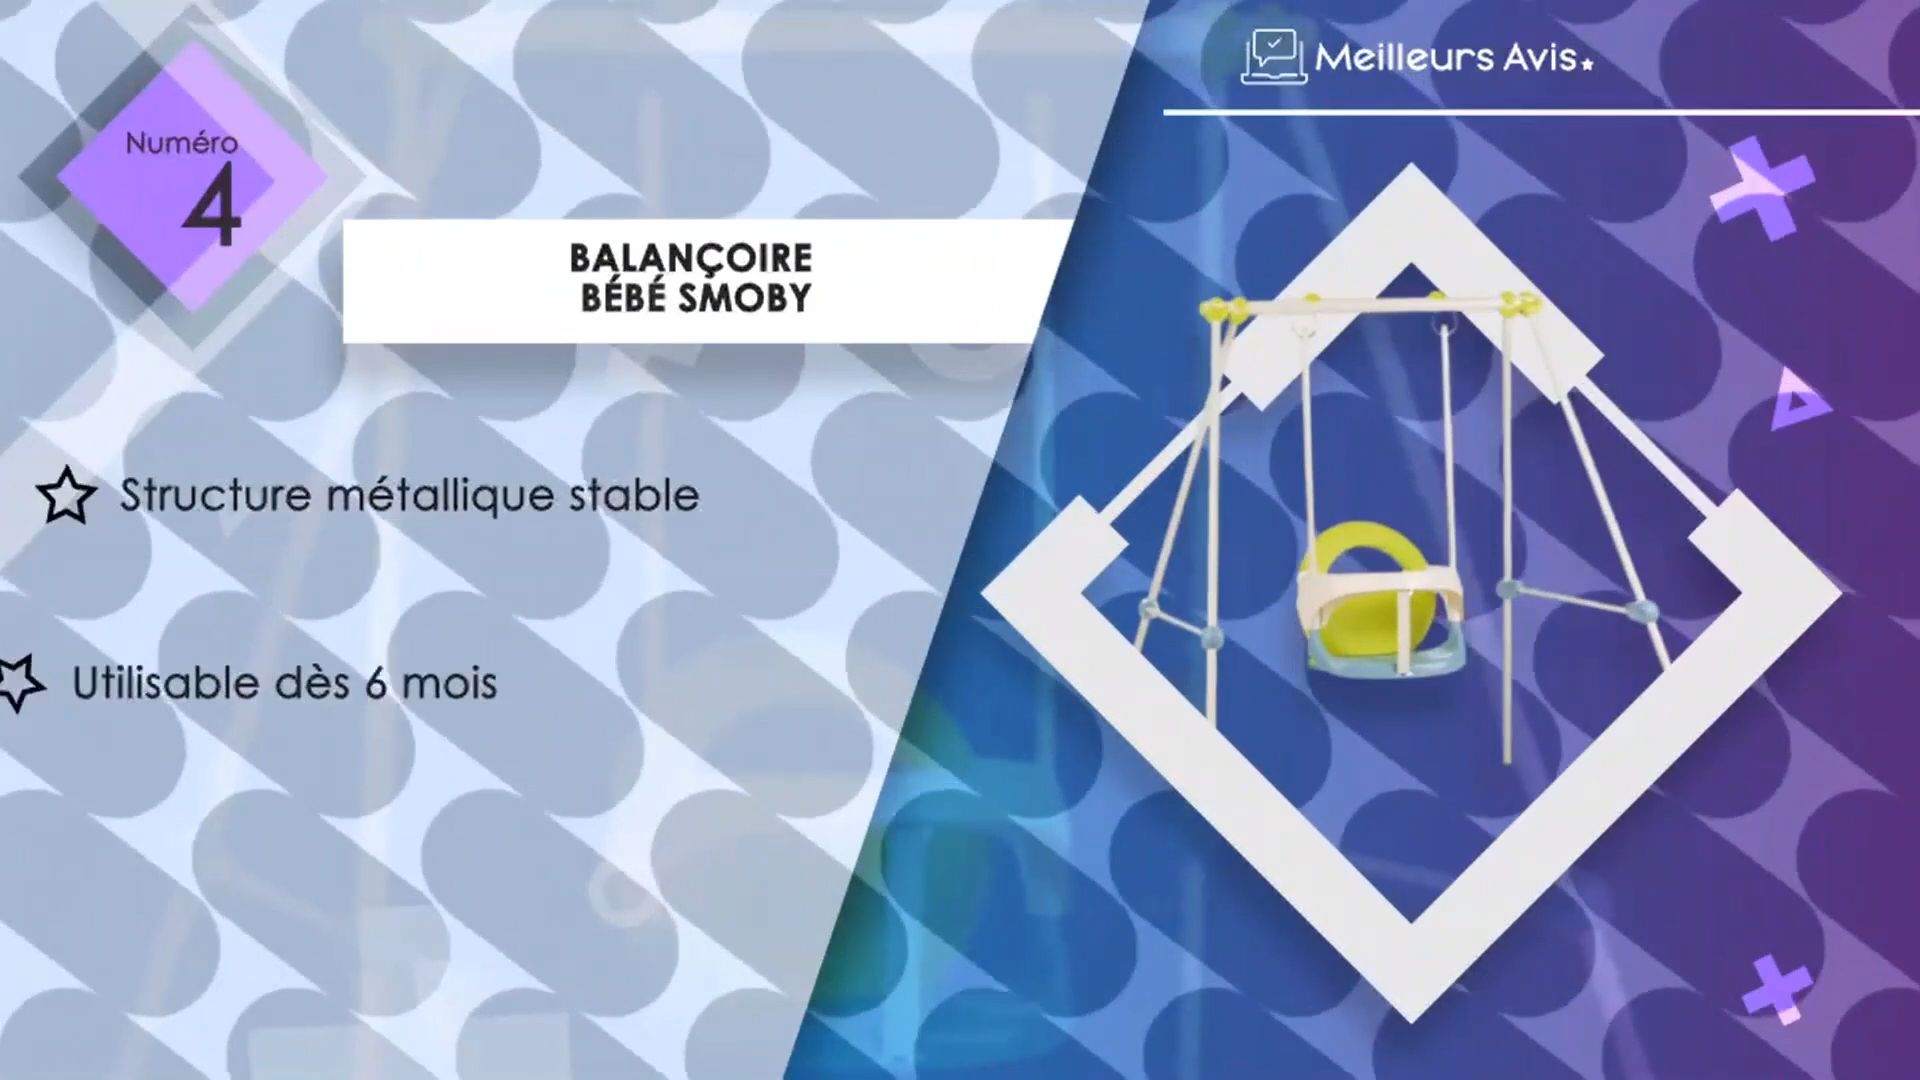 Numéro
4
Meilleurs Avis
BALANÇOIRE
BÉBÉ SMOBY
Structure métallique stable
Utilisable dès 6 mois